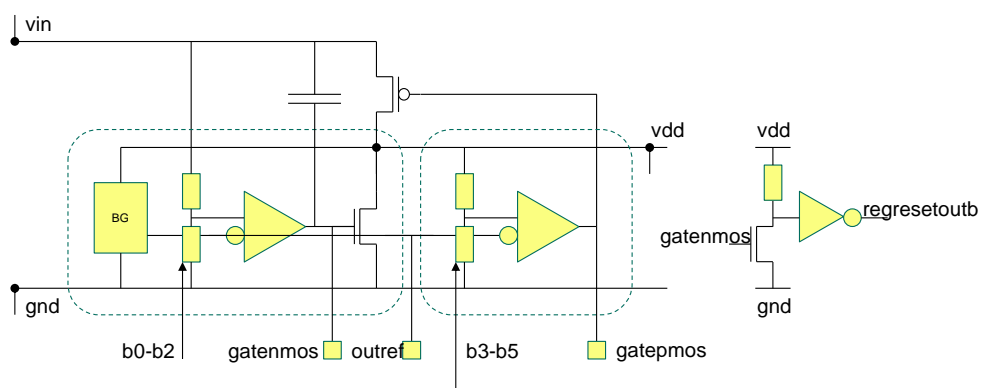 vin
vdd
vdd
BG
regresetoutb
gatenmos
gnd
gnd
b0-b2
gatenmos
outref
b3-b5
gatepmos